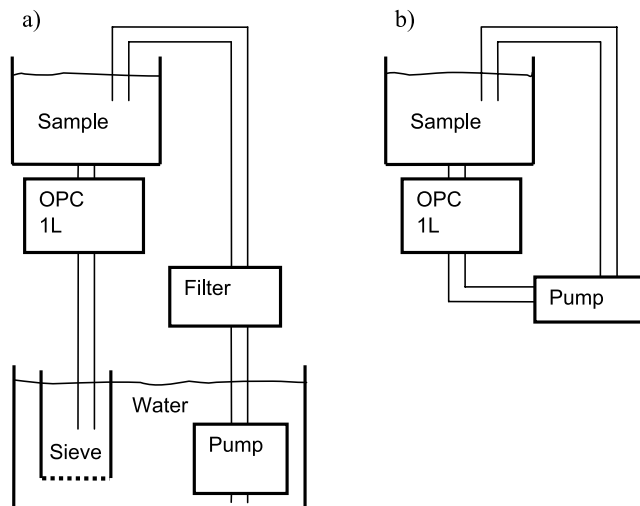 a)
Sample
OPC
1L
Filter
Water
Sieve
Pump
b)
Sample
OPC
1L
Pump